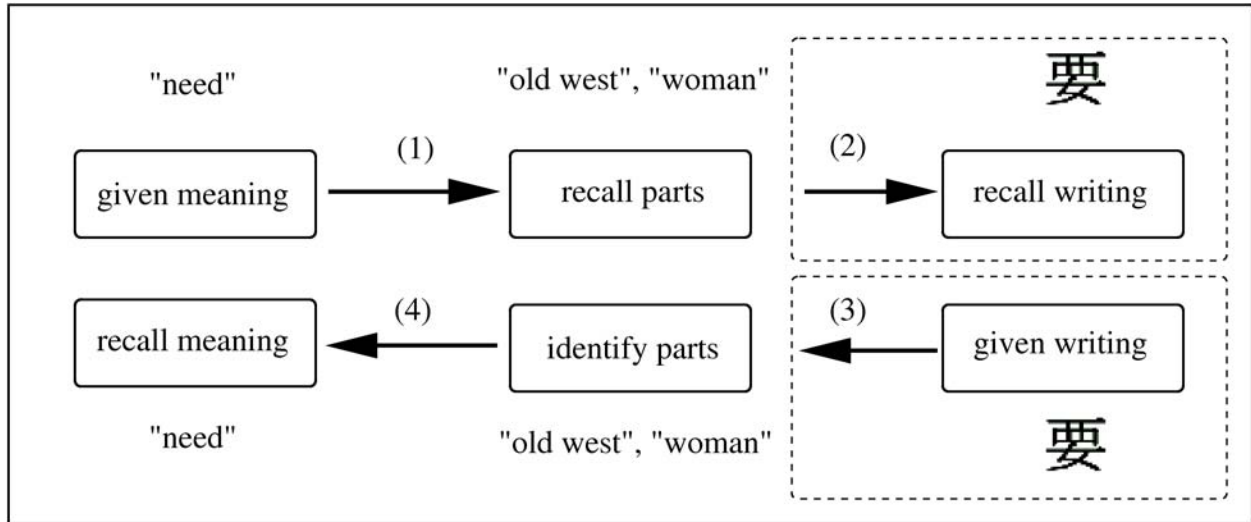 "need"
"old west", "woman"
要
(1)
(2)
given meaning
recall parts
recall writing
(4)
(3)
recall meaning
identify parts
given writing
"need"
"old west", "woman"
要